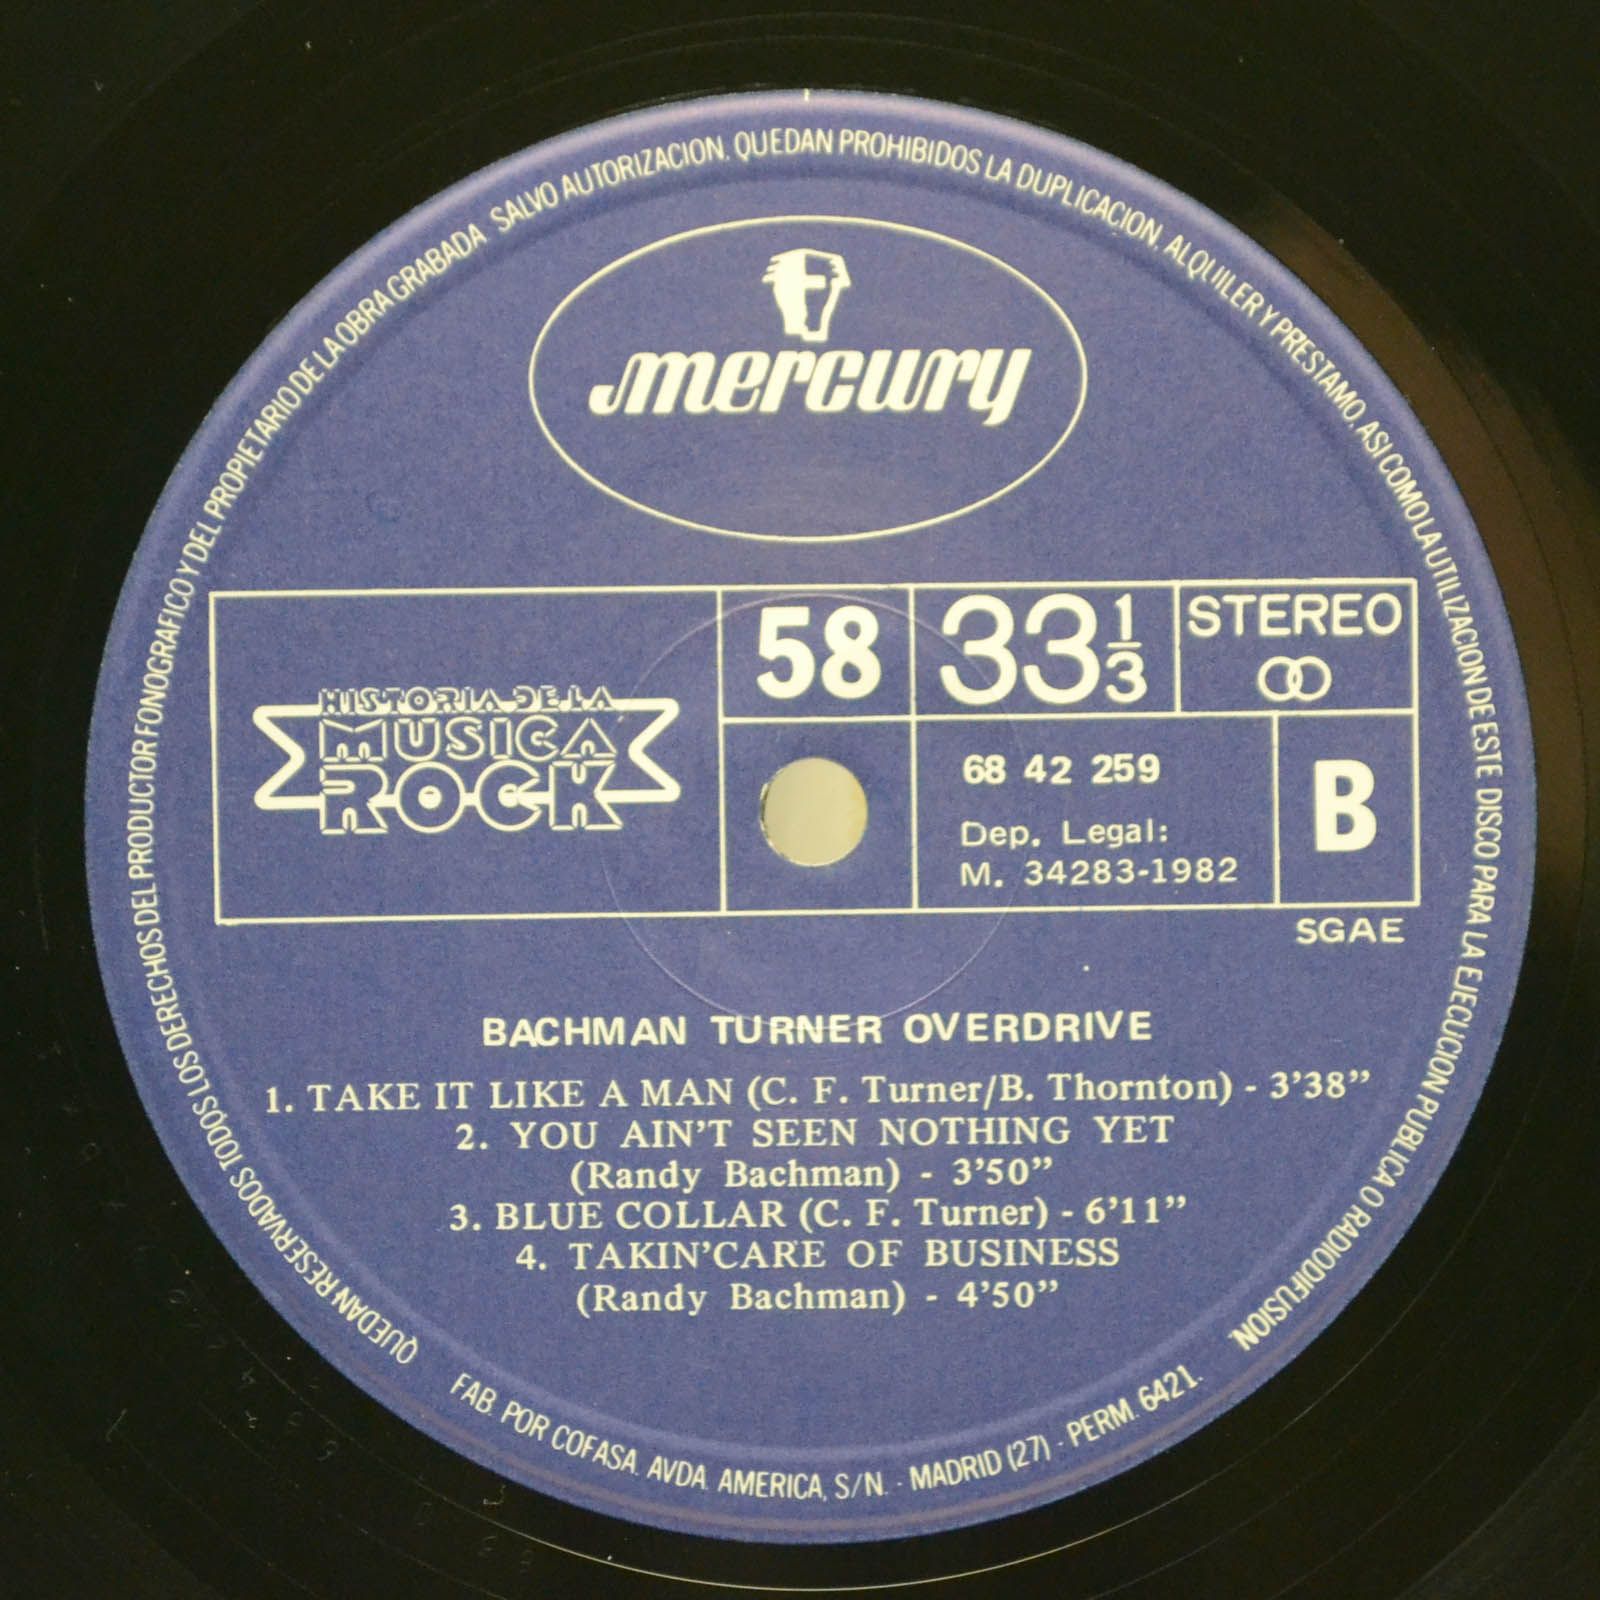 QUEDAN RESERVADOS TODOS LOS DERECHOS DEL PRODUCTOR FONOGRAFICO Y DEL PROPIETARIO DE LA OBRA GRABADA. SALVO AUTORIZACION, QUEDAN PROHIBIDOS LA DUPLICACION, ALQUILER Y PRESTAMO, ASI COMO LA UTILIZACION DE ESTE DISCO PARA LA EJECUCION PUBLICA O RADIODIFUSION.
mercury
HISTORIA DE LA
MUSICA
ROCK
58
33 1/3
STEREO
68 42 259
Dep. Legal:
M. 34283-1982
B
SGAE
BACHMAN TURNER OVERDRIVE
1. TAKE IT LIKE A MAN (C. F. Turner/B. Thornton) - 3'38”
2. YOU AIN'T SEEN NOTHING YET
(Randy Bachman) - 3'50”
3. BLUE COLLAR (C. F. Turner) - 6'11”
4. TAKIN'CARE OF BUSINESS
(Randy Bachman) - 4'50”
FAB. POR COFASA. AVDA. AMERICA, S/N. - MADRID (27) - PERM. 6421.